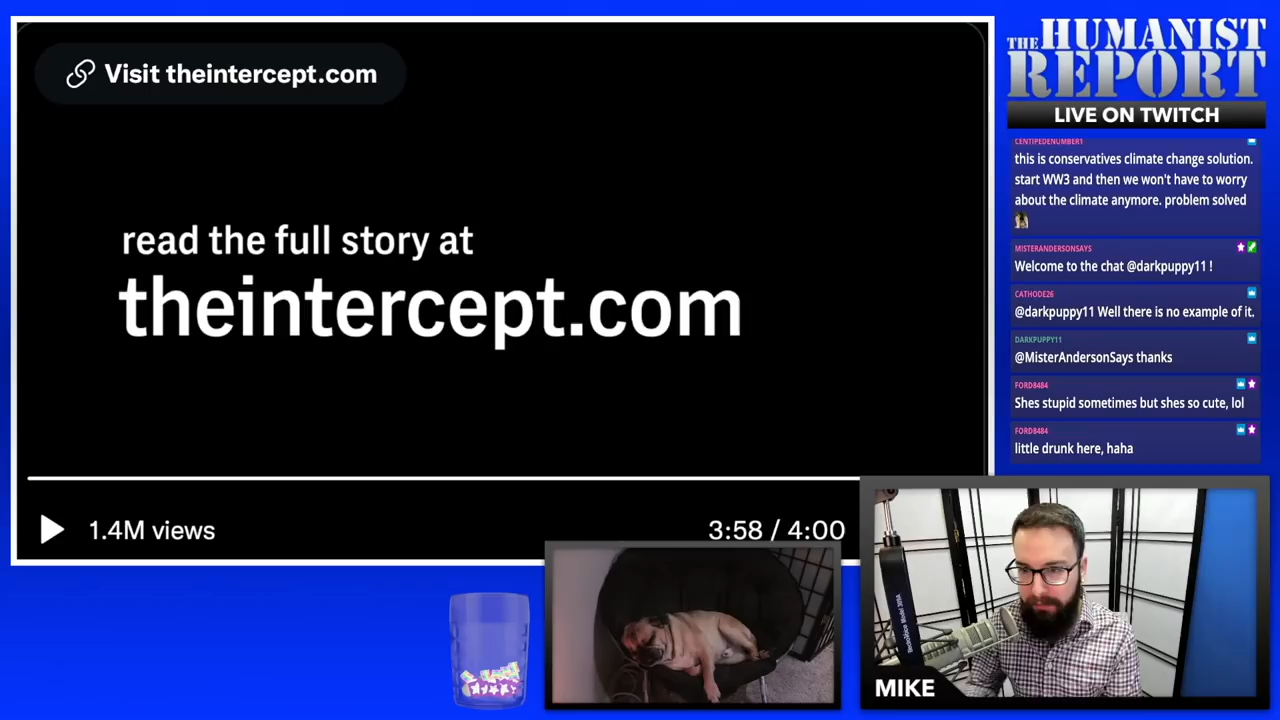 Visit theintercept.com
read the full story at
theintercept.com
1.4M views
3:58 / 4:00
THE HUMANIST
REPORT
LIVE ON TWITCH
CENTIPEDENUMBER1
this is conservatives climate change solution.
start WW3 and then we won't have to worry
about the climate anymore. problem solved
MISTERANDERSONSAYS
Welcome to the chat @darkpuppy11 !
CATHODE26
@darkpuppy11 Well there is no example of it.
DARKPUPPY11
@MisterAndersonSays thanks
FORD8484
Shes stupid sometimes but shes so cute, lol
FORD8484
little drunk here, haha
MIKE